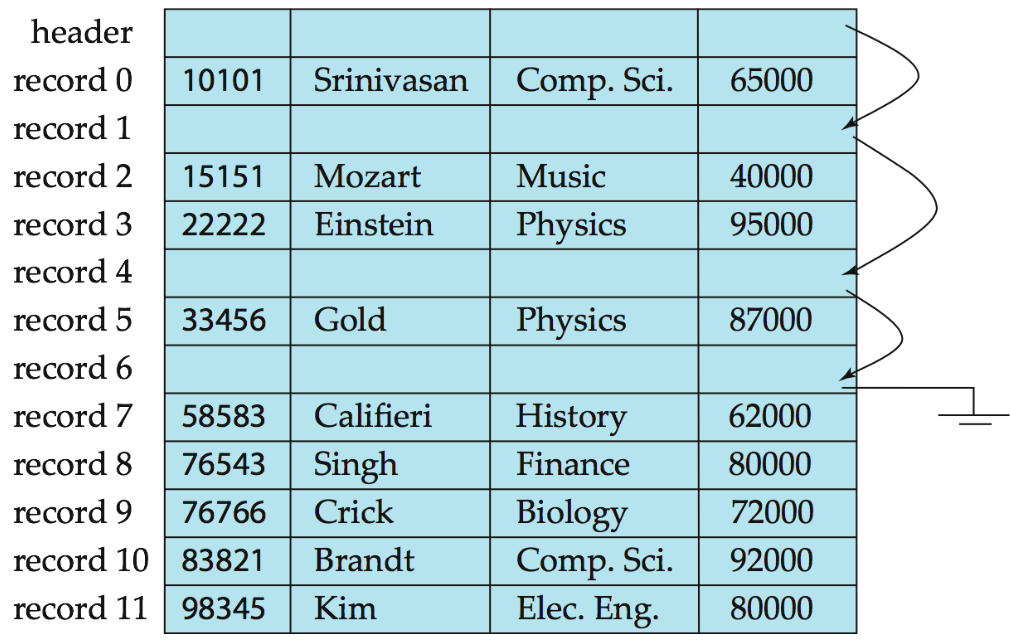 header
record 0 10101 Srinivasan Comp. Sci. 65000
record 1
record 2 15151 Mozart Music 40000
record 3 22222 Einstein Physics 95000
record 4
record 5 33456 Gold Physics 87000
record 6
record 7 58583 Califieri History 62000
record 8 76543 Singh Finance 80000
record 9 76766 Crick Biology 72000
record 10 83821 Brandt Comp. Sci. 92000
record 11 98345 Kim Elec. Eng. 80000